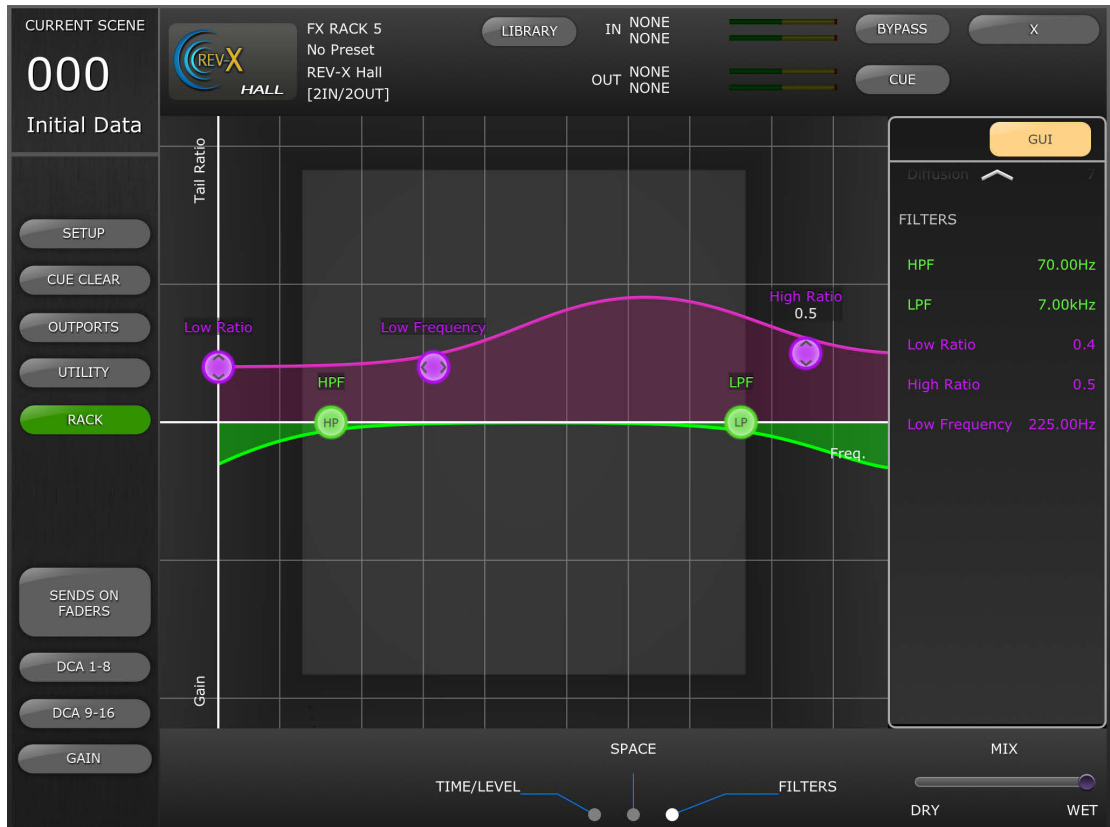 CURRENT SCENE
000
Initial Data
SETUP
CUE CLEAR
OUTPORTS
UTILITY
RACK
SENDS ON
FADERS
DCA 1-8
DCA 9-16
GAIN
REV-X
HALL
FX RACK 5
No Preset
REV-X Hall
[2IN/2OUT]
LIBRARY
IN NONE
NONE
OUT NONE
NONE
BYPASS
X
CUE
Tail Ratio
Low Ratio
Low Frequency
High Ratio
0.5
HPF
HP
LPF
LP
Freq.
Gain
GUI
Diffusion 7
FILTERS
HPF 70.00Hz
LPF 7.00kHz
Low Ratio 0.4
High Ratio 0.5
Low Frequency 225.00Hz
SPACE
TIME/LEVEL
FILTERS
MIX
DRY WET